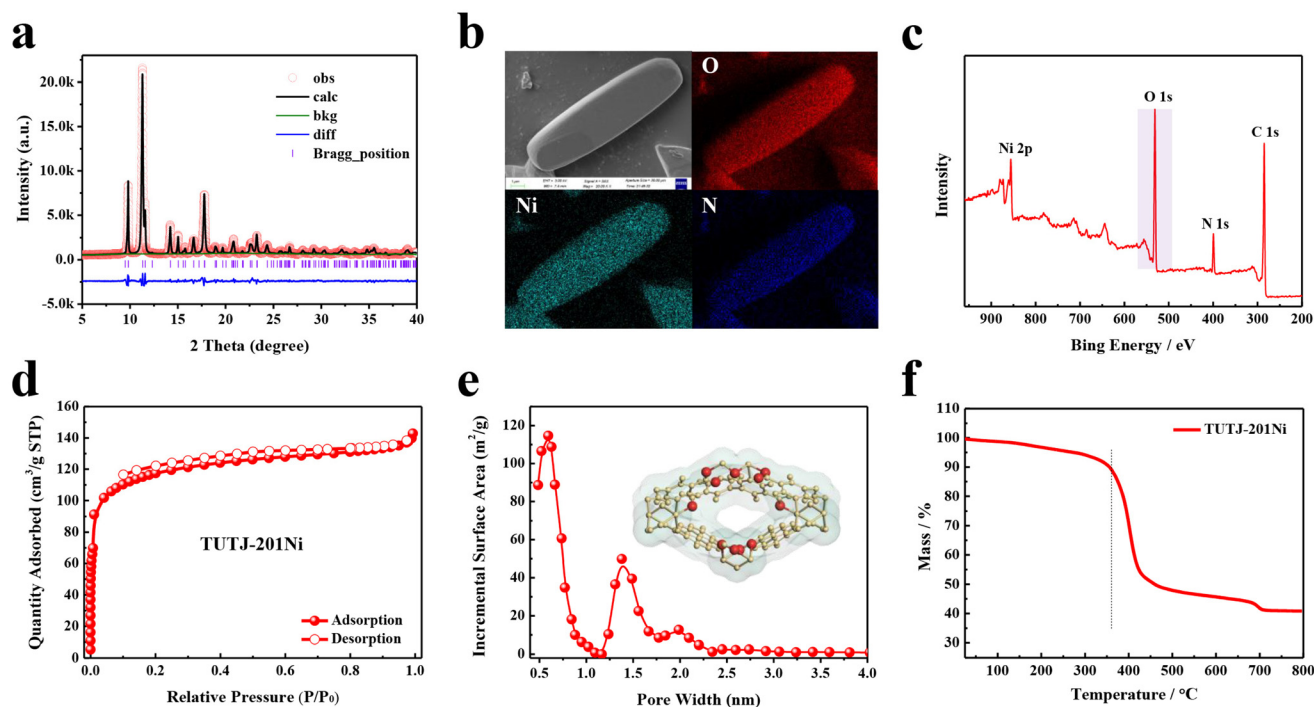 a
20.0k
15.0k
10.0k
5.0k
0.0
-5.0k
obs
calc
bkg
diff
Bragg_position
Intensity (a.u.)
5 10 15 20 25 30 35 40
2 Theta (degree)
b
O
Ni
N
c
Ni 2p
O 1s
N 1s
C 1s
Intensity
900 800 700 600 500 400 300 200
Bing Energy / eV
d
160
140
120
100
80
60
40
20
0
Quantity Adsorbed (cm³/g STP)
TUTJ-201Ni
Adsorption
Desorption
0.0 0.2 0.4 0.6 0.8 1.0
Relative Pressure (P/P₀)
e
120
100
80
60
40
20
0
Incremental Surface Area (m²/g)
0.5 1.0 1.5 2.0 2.5 3.0 3.5 4.0
Pore Width (nm)
f
110
100
90
80
70
60
50
40
30
Mass / %
TUTJ-201Ni
100 200 300 400 500 600 700 800
Temperature / °C